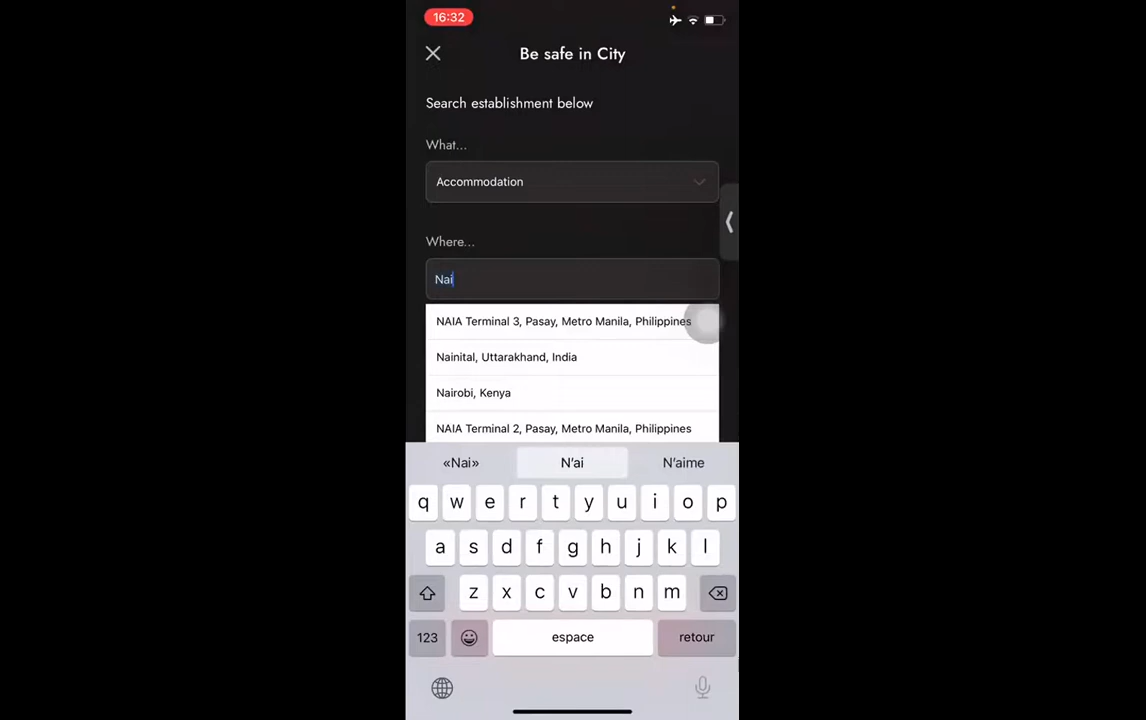 16:32
Be safe in City
Search establishment below
What...
Accommodation
Where...
Nai
NAIA Terminal 3, Pasay, Metro Manila, Philippines
Nainital, Uttarakhand, India
Nairobi, Kenya
NAIA Terminal 2, Pasay, Metro Manila, Philippines
«Nai» N'ai N'aime
q w e r t y u i o p
a s d f g h j k l
z x c v b n m
123 espace retour